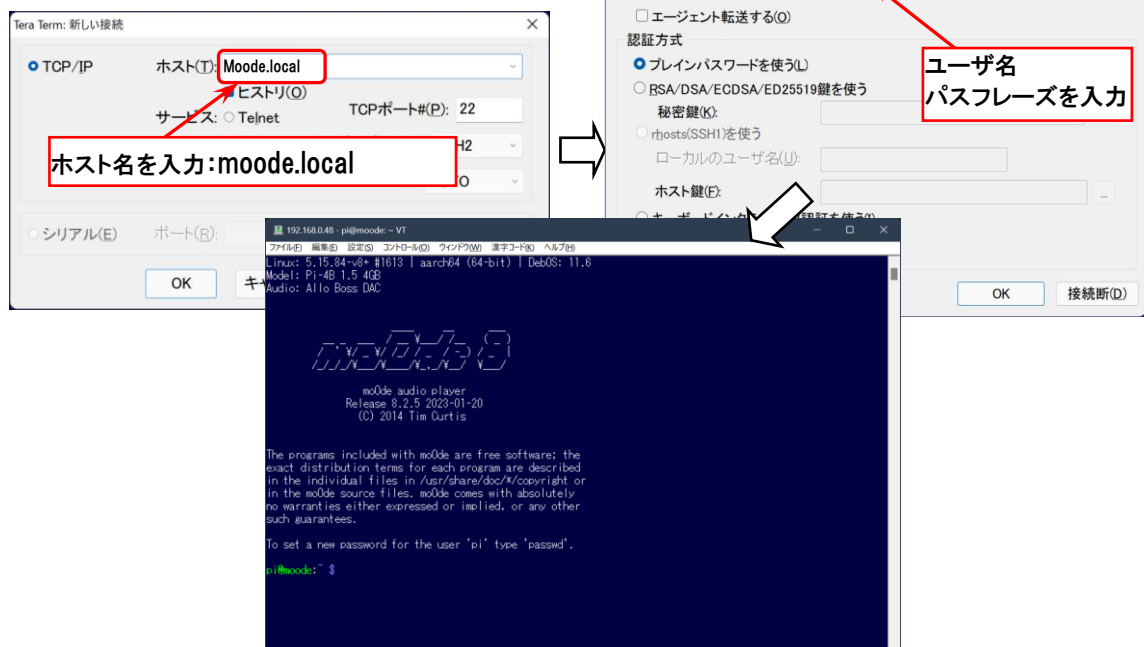 Tera Term: 新しい接続
TCP/IP
ホスト(T):
Moode.local
ヒストリ(O)
サービス:
Telnet
TCPポート#(P): 22
ホスト名を入力:moode.local
シリアル(E)
ポート(R):
OK
エージェント転送する(O)
認証方式
プレインパスワードを使う(L)
RSA/DSA/ECDSA/ED25519鍵を使う
秘密鍵(K):
rhosts(SSH1)を使う
ローカルのユーザ名(U):
ホスト鍵(F):
...
ユーザ名
パスフレーズを入力
OK
接続断(D)
192.168.0.48 - pi@moode: ~ VT
ファイル(F) 編集(E) 設定(S) コントロール(O) ウィンドウ(W) 漢字コード(K) ヘルプ(H)
Linux: 5.15.84-v8+ #1613 | aarch64 (64-bit) | DebOS: 11.6
Model: Pi-4B 1.5 4GB
Audio: Allo Boss DAC
moOde audio player
Release 8.2.5 2023-01-20
(C) 2014 Tim Curtis
The programs included with moOde are free software; the
exact distribution terms for each program are described
in the individual files in /usr/share/doc/*/copyright or
in the moOde source files. moOde comes with absolutely
no warranties either expressed or implied, or any other
such guarantees.
To set a new password for the user 'pi' type 'passwd'.
pi@moode:~ $